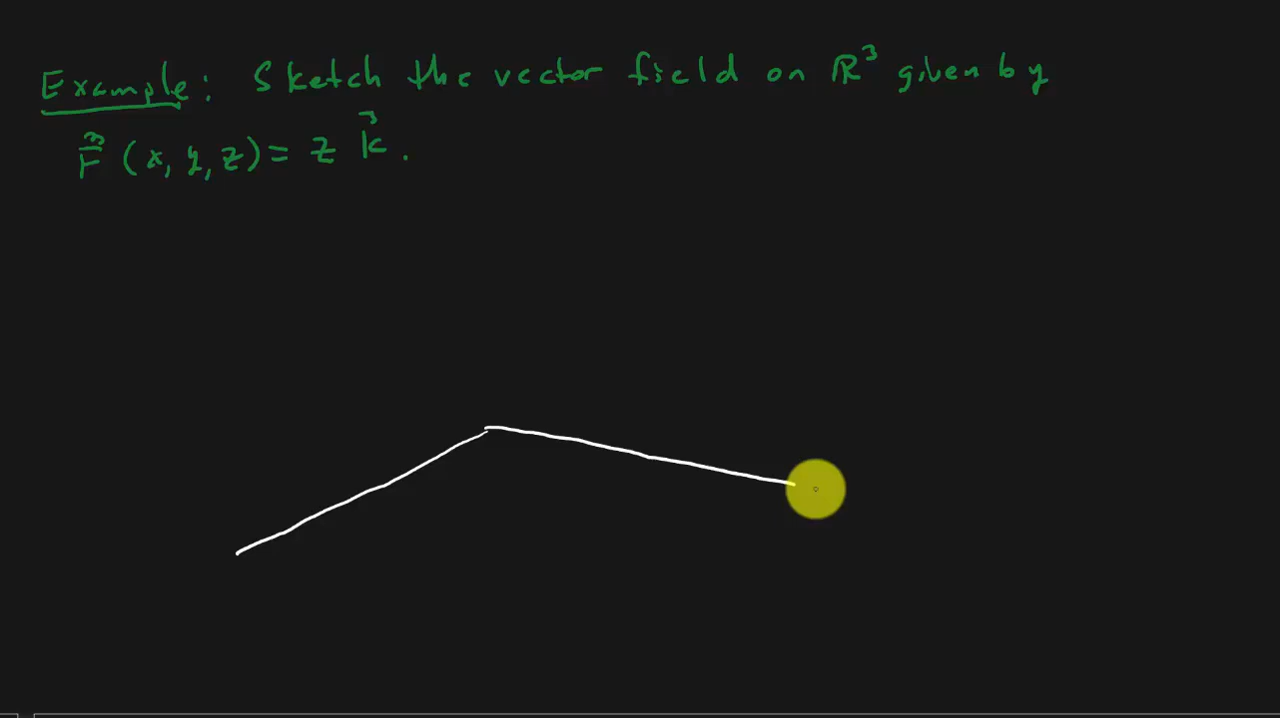 Example: Sketch the vector field on ℝ³ given by
F⃗ (x, y, z) = z k⃗ .